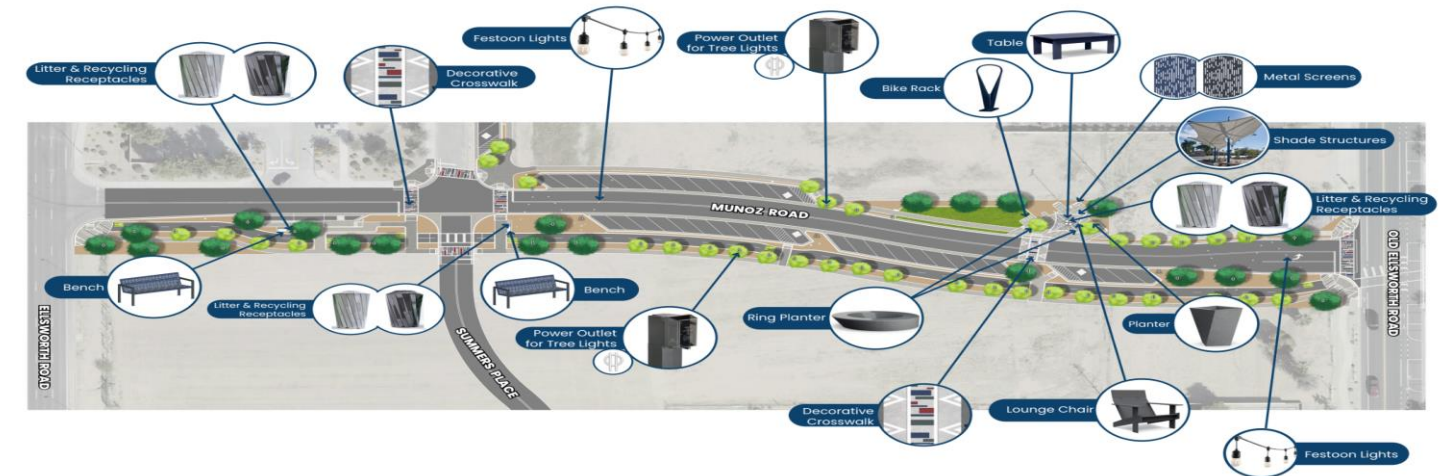 Festoon Lights
Power Outlet
for Tree Lights
Table
Litter & Recycling
Receptacles
Decorative
Crosswalk
Bike Rack
Metal Screens
Shade Structures
Litter & Recycling
Receptacles
MUNOZ ROAD
Bench
Litter & Recycling
Receptacles
Bench
Power Outlet
for Tree Lights
Ring Planter
Planter
ELLSWORTH ROAD
SUMMERS PLACE
OLD ELLSWORTH ROAD
Decorative
Crosswalk
Lounge Chair
Festoon Lights